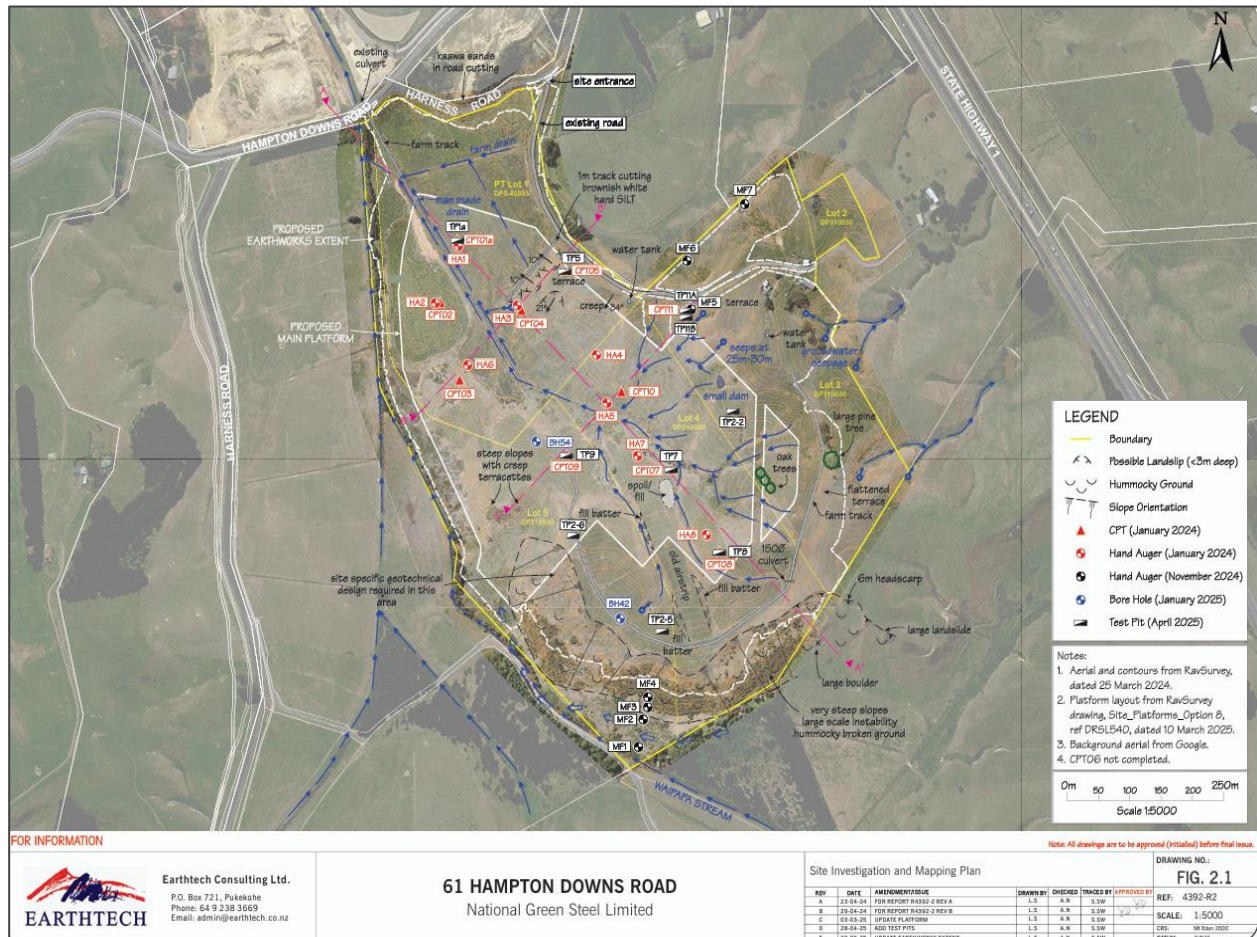 N
existing
culvert
kaawa sands
in road cutting
site entrance
HARNESS ROAD
existing road
HAMPTON DOWNS ROAD
STATE HIGHWAY 1
farm track
farm drain
PT Lot 1
1m track cutting
brownish white
hard SILT
MF7
Lot 2
DP310030
man made
drain
TP1a
CPT01a
HA1
PROPOSED
EARTHWORKS EXTENT
water tank
MF6
10°
10°
TP5
CPT05
terrace
21°
creep
34°
TP11A
CPT11
MF5
TP11B
terrace
HA2
CPT02
HA3
CPT04
PROPOSED
MAIN PLATFORM
water
tank
seeps at
25m-30m
groundwater
seepage
HA4
HA6
CPT03
CPT10
HA5
small dam
Lot 3
DP310030
Lot 4
DP310030
TP2-2
large pine
tree
HARNESS ROAD
BH54
TP9
CPT09
HA7
TP7
CPT07
steep slopes
with creep
terracettes
oak
trees
spoil/
fill
flattened
terrace
farm track
Lot 5
DP310030
fill batter
TP2-6
HA8
TP8
CPT08
1500
culvert
old airstrip
fill batter
site specific geotechnical
design required in this
area
6m headscarp
BH42
TP2-5
fill
batter
large landslide
A'
large boulder
MF4
MF3
MF2
MF1
very steep slopes
large scale instability
hummocky broken ground
WAIPAPA STREAM
LEGEND
Boundary
Possible Landslip (<3m deep)
Hummocky Ground
Slope Orientation
CPT (January 2024)
Hand Auger (January 2024)
Hand Auger (November 2024)
Bore Hole (January 2025)
Test Pit (April 2025)
Notes:
1. Aerial and contours from RavSurvey,
dated 25 March 2024.
2. Platform layout from RavSurvey
drawing, Site_Platforms_Option 8,
ref DRSL540, dated 10 March 2025.
3. Background aerial from Google.
4. CPT06 not completed.
0m 50 100 150 200 250m
Scale 1:5000
FOR INFORMATION
Note: All drawings are to be approved (initialled) before final issue.
EARTHTECH
Earthtech Consulting Ltd.
P.O. Box 721, Pukekohe
Phone: 64 9 238 3669
Email: admin@earthtech.co.nz
61 HAMPTON DOWNS ROAD
National Green Steel Limited
Site Investigation and Mapping Plan
REV DATE AMENDMENT/ISSUE DRAWN BY CHECKED TRACED BY APPROVED BY
A 23-04-24 FOR REPORT R4392-2 REV A L.S A.N S.SW
B 29-04-24 FOR REPORT R4392-2 REV B L.S A.N S.SW
C 03-03-25 UPDATE PLATFORM L.S A.N S.SW
D 28-04-25 ADD TEST PITS L.S A.N S.SW
DRAWING NO.:
FIG. 2.1
REF: 4392-R2
SCALE: 1:5000
CRS: Mt Eden 2000